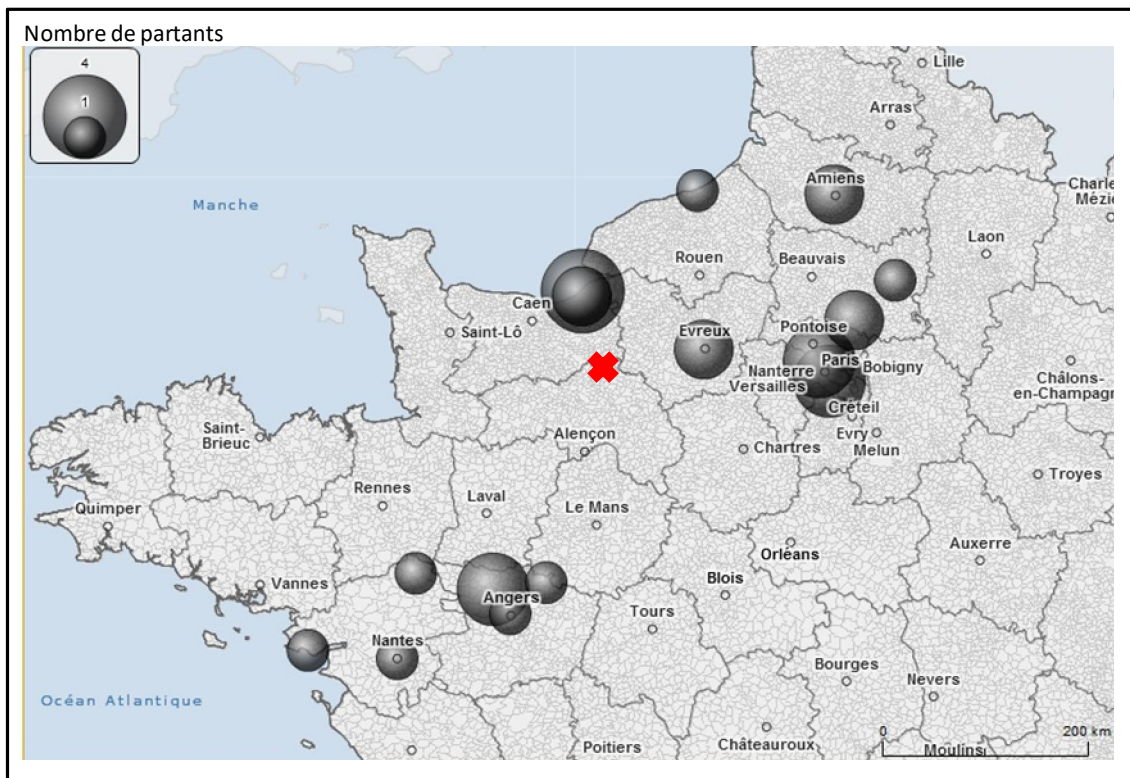 Nombre de partants
4
1
Lille
Arras
Manche
Amiens
Charle
Méziè
Laon
Rouen
Beauvais
Caen
Saint-Lô
Evreux
Pontoise
Paris
Nanterre
Bobigny
Versailles
Créteil
Châlons-
en-Champagn
Evry
Melun
Saint-
Brieuc
Alençon
Chartres
Troyes
Rennes
Laval
Le Mans
Quimper
Orléans
Auxerre
Vannes
Blois
Angers
Tours
Nantes
Bourges
Nevers
Océan Atlantique
0
200 km
Poitiers
Châteauroux
Moulins